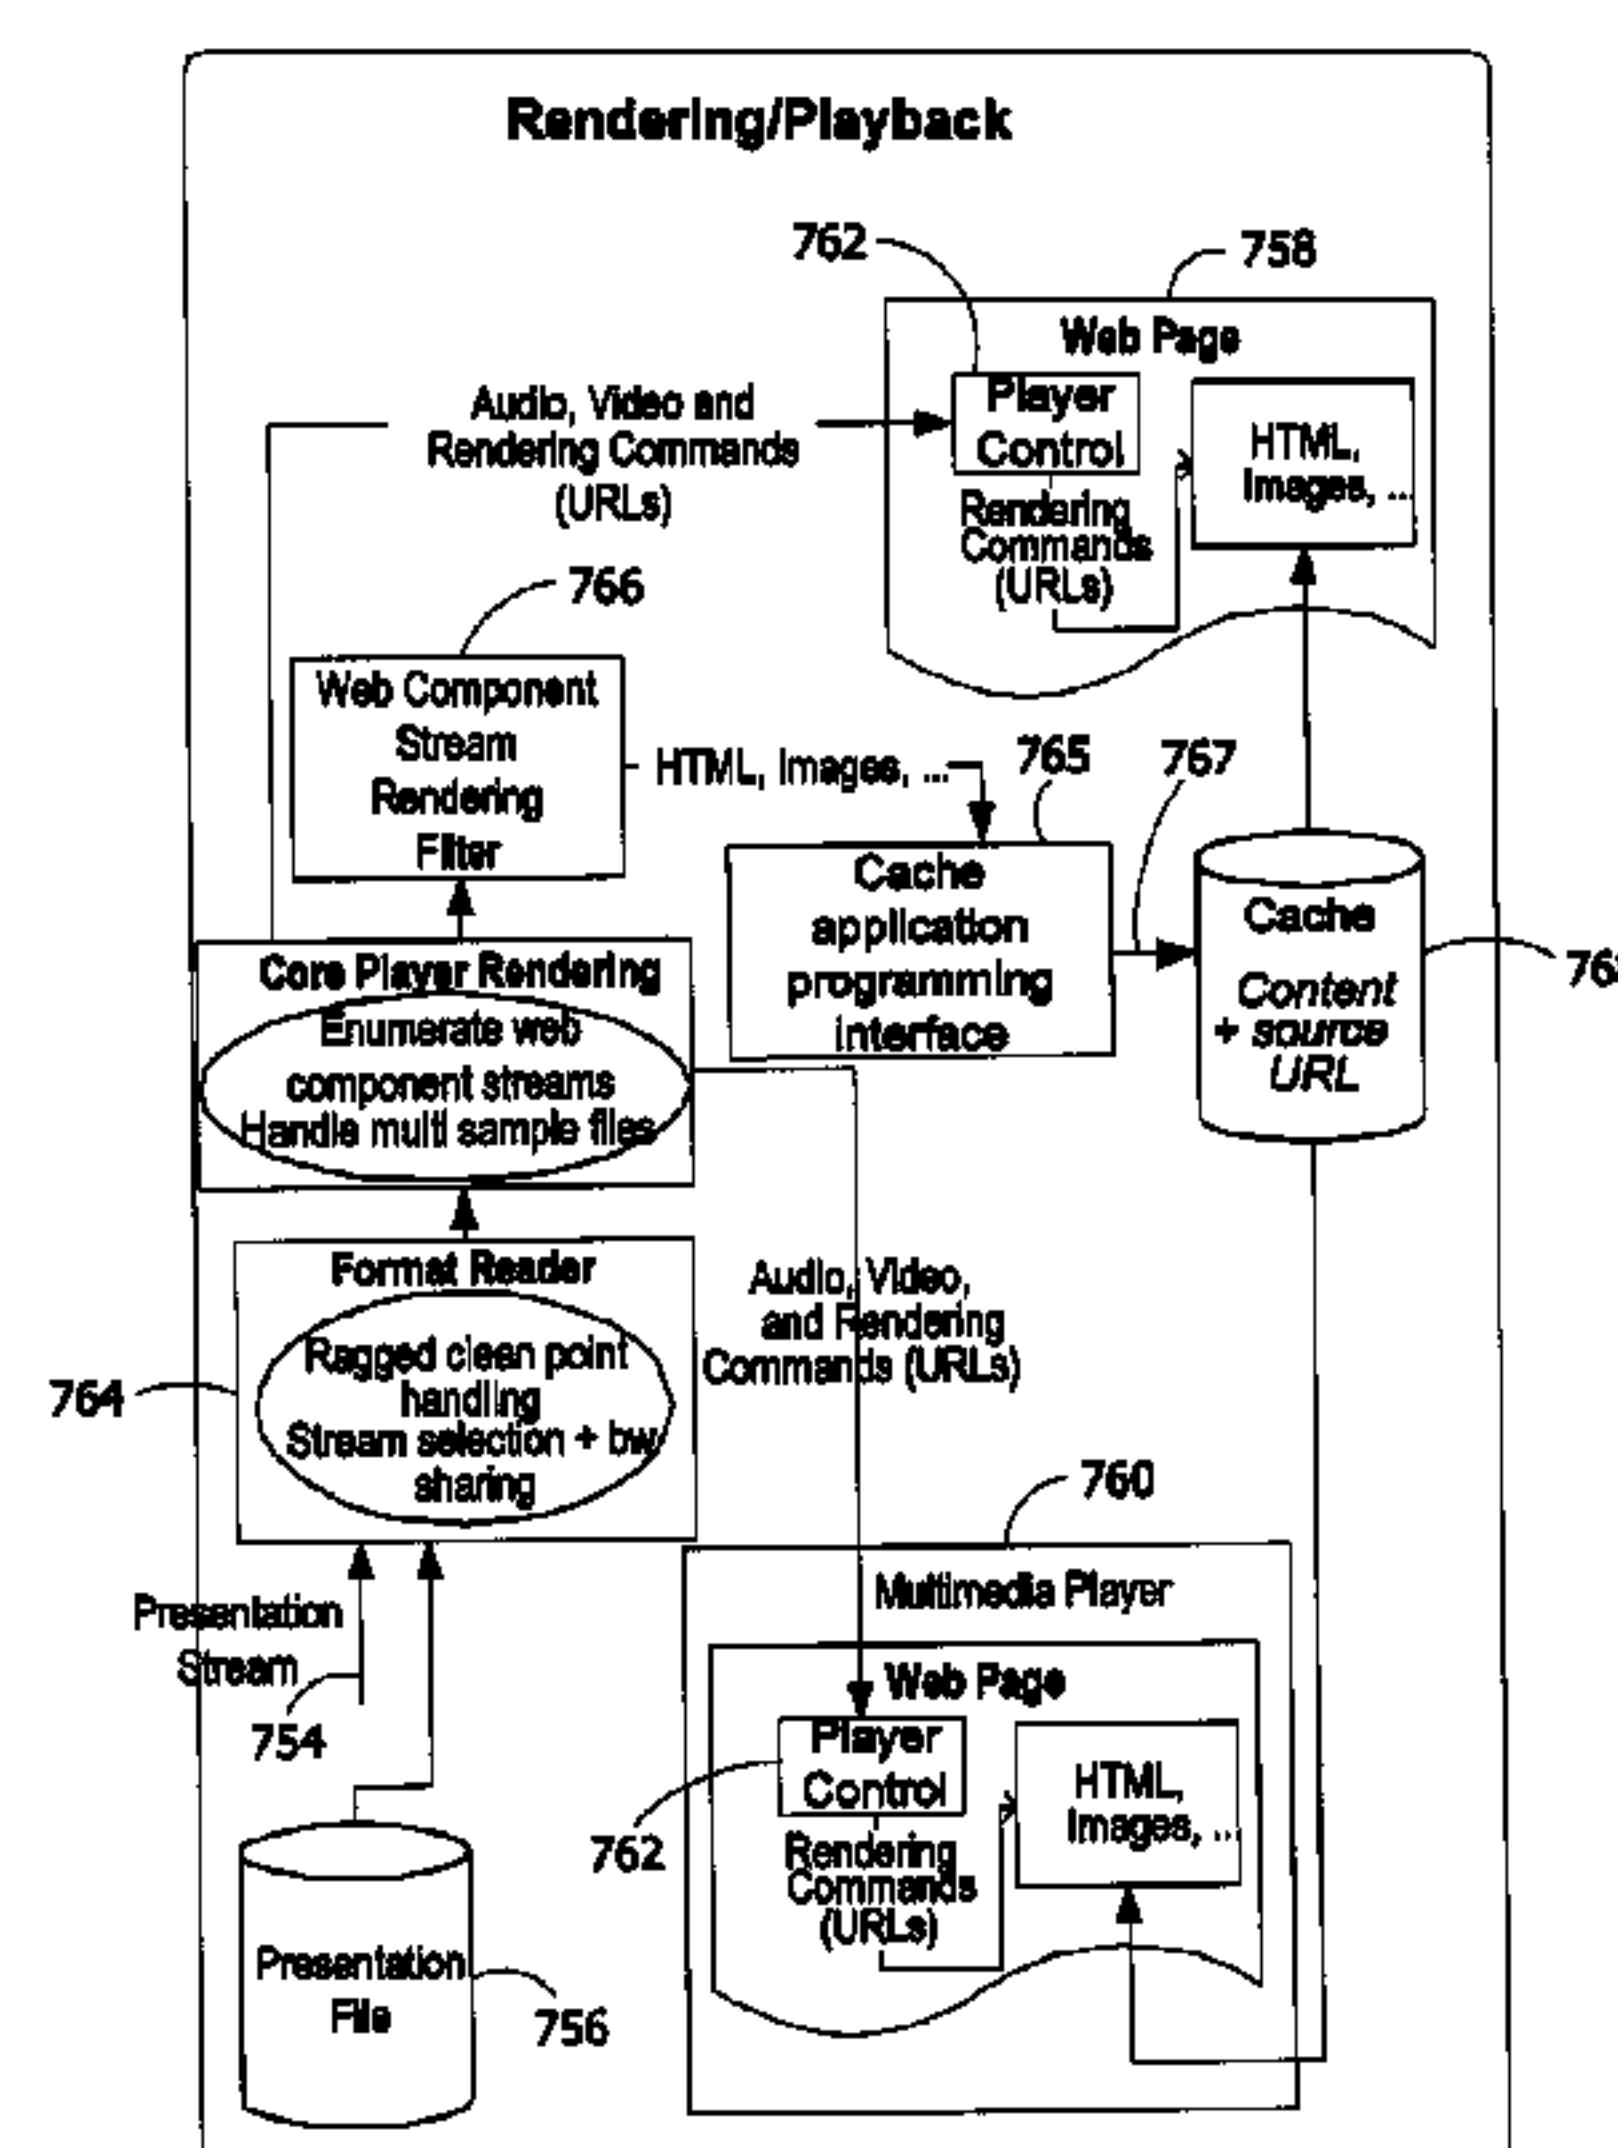 Rendering/Playback
762
758
Web Page
Player
Control
HTML,
Images, ...
Audio, Video and
Rendering Commands
(URLs)
Rendering
Commands
(URLs)
766
Web Component
Stream
Rendering
Filter
HTML, Images, ...
765
767
Cache
application
programming
interface
Cache
Content
+ source
URL
Core Player Rendering
Enumerate web
component streams
Handle multi sample files
Format Reader
Ragged clean point
handling
Stream selection + bw
sharing
764
Audio, Video,
and Rendering
Commands (URLs)
760
Multimedia Player
Web Page
Player
Control
HTML,
Images, ...
Rendering
Commands
(URLs)
762
Presentation
Stream
754
Presentation
File
756